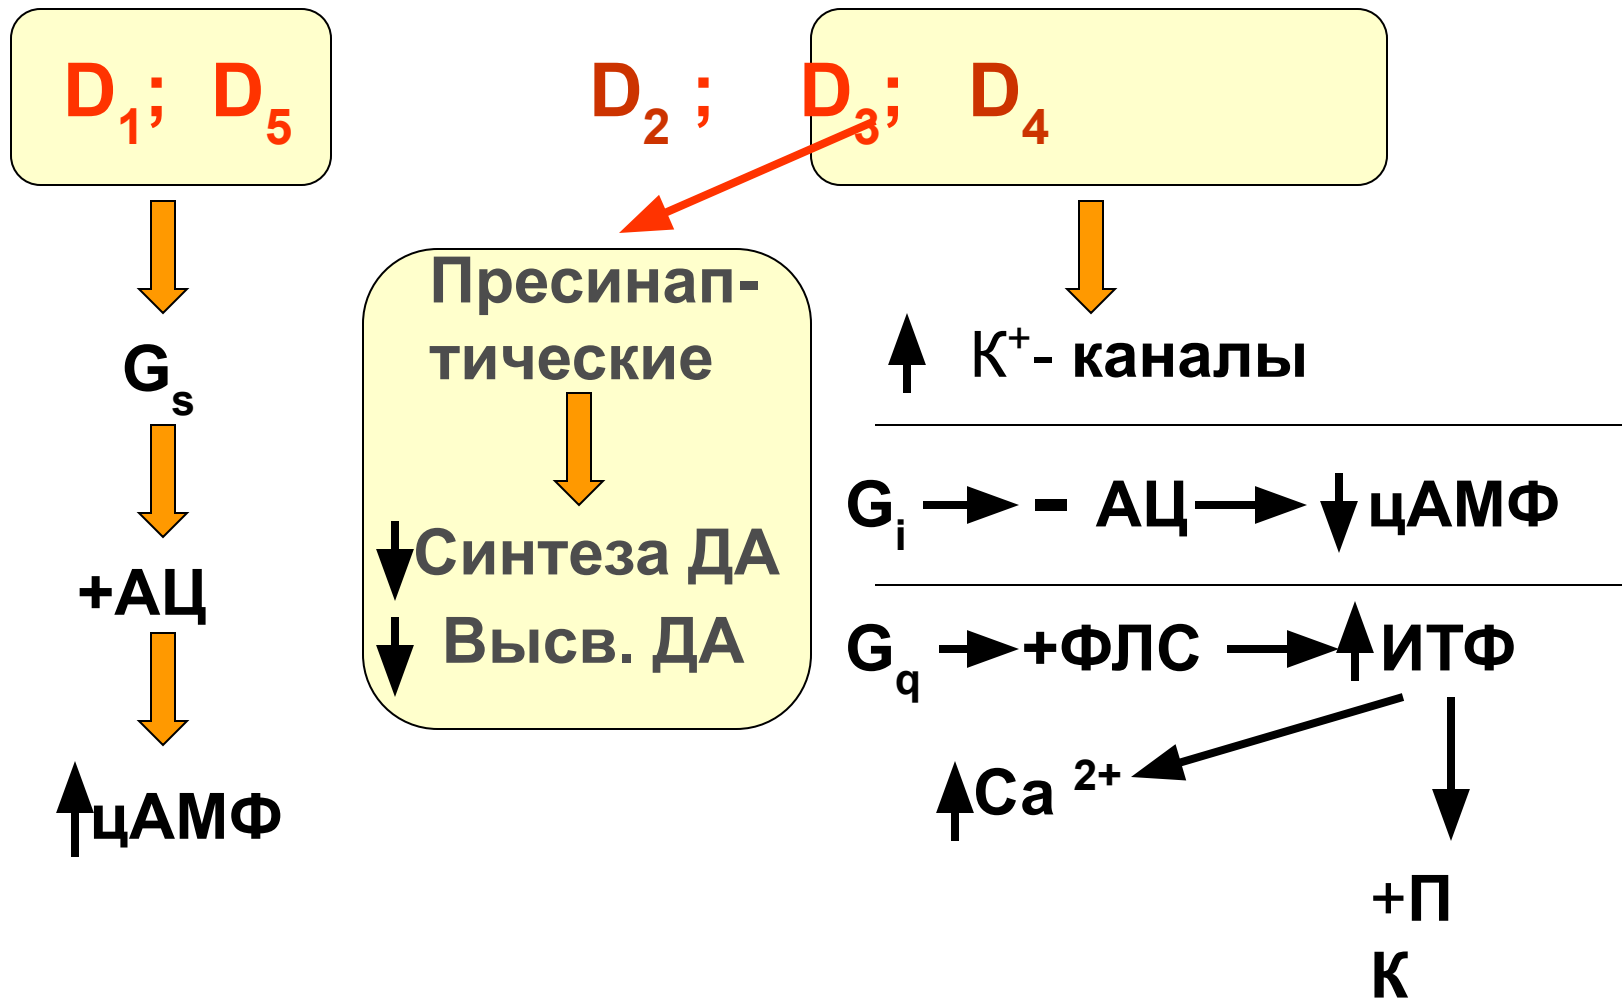 D₁; D₅
D₂ ; D₃; D₄
Gₛ
+АЦ
цАМФ
Пресинап-
тические
Синтеза ДА
Высв. ДА
К⁺- каналы
Gᵢ - АЦ цАМФ
G_q +ФЛС ИТФ
Ca ²⁺
+П
К